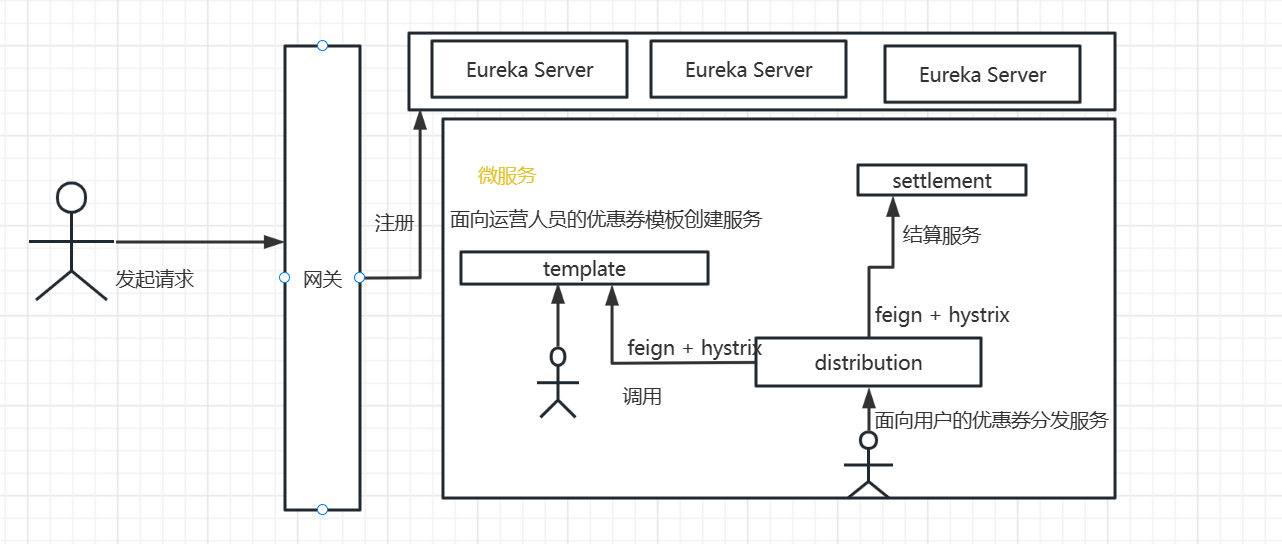 Eureka Server
Eureka Server
Eureka Server
微服务
settlement
注册
面向运营人员的优惠券模板创建服务
结算服务
发起请求
网关
template
feign + hystrix
feign + hystrix
distribution
调用
面向用户的优惠券分发服务